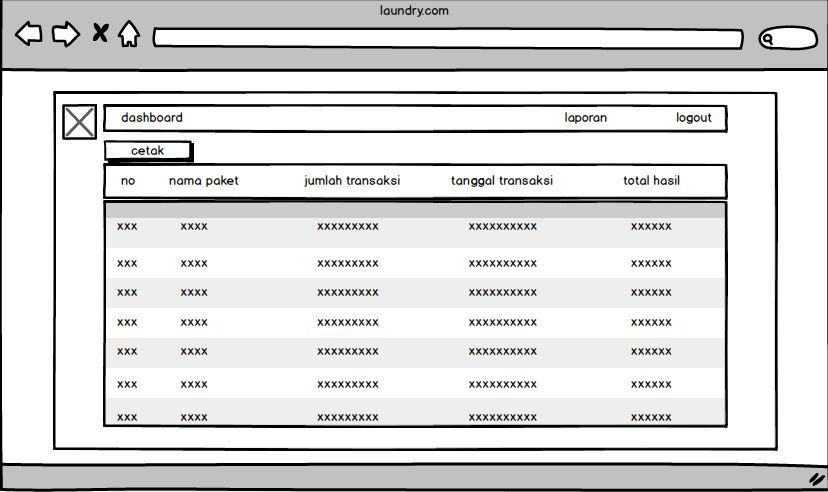 laundry.com
dashboard laporan logout
cetak
no nama paket jumlah transaksi tanggal transaksi total hasil
xxx xxxx xxxxxxxxx xxxxxxxxxx xxxxxx
xxx xxxx xxxxxxxxx xxxxxxxxxx xxxxxx
xxx xxxx xxxxxxxxx xxxxxxxxxx xxxxxx
xxx xxxx xxxxxxxxx xxxxxxxxxx xxxxxx
xxx xxxx xxxxxxxxx xxxxxxxxxx xxxxxx
xxx xxxx xxxxxxxxx xxxxxxxxxx xxxxxx
xxx xxxx xxxxxxxxx xxxxxxxxxx xxxxxx